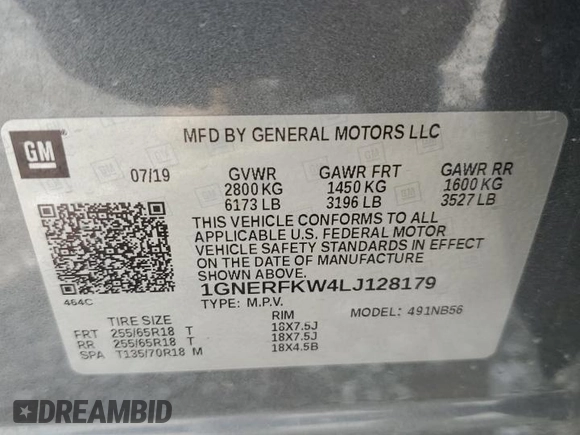 GM
MFD BY GENERAL MOTORS LLC
07/19 GVWR GAWR FRT GAWR RR
2800 KG 1450 KG 1600 KG
6173 LB 3196 LB 3527 LB
THIS VEHICLE CONFORMS TO ALL
APPLICABLE U.S. FEDERAL MOTOR
VEHICLE SAFETY STANDARDS IN EFFECT
ON THE DATE OF MANUFACTURE
SHOWN ABOVE.
464C
1GNERFKW4LJ128179
TYPE: M.P.V. MODEL: 491NB56
TIRE SIZE RIM
FRT 255/65R18 T 18X7.5J
RR 255/65R18 T 18X7.5J
SPA T135/70R18 M 18X4.5B
DREAMBID